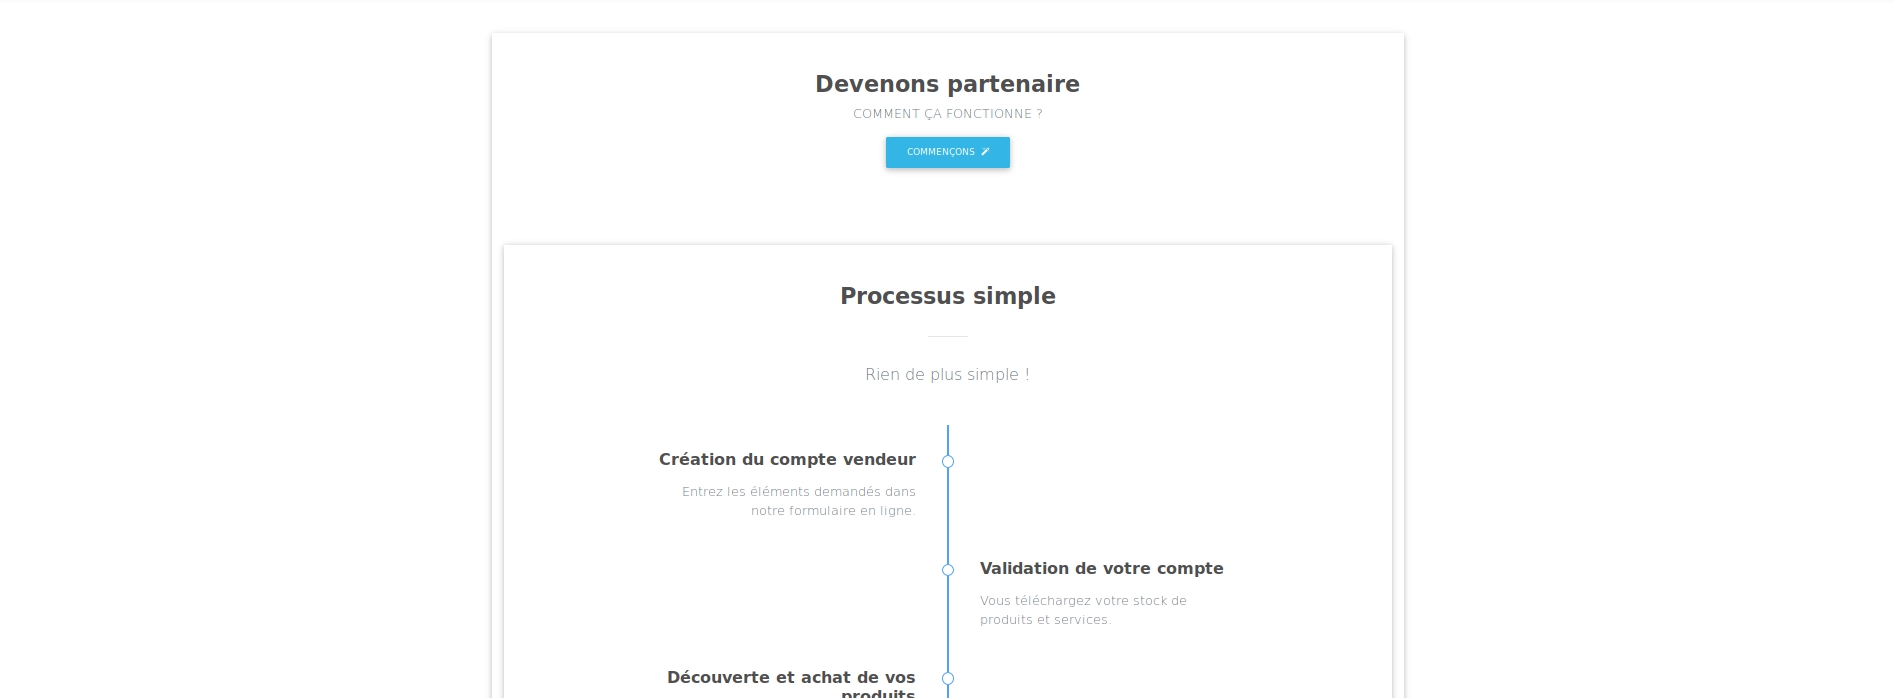 Devenons partenaire
COMMENT ÇA FONCTIONNE ?
COMMENÇONS
Processus simple
Rien de plus simple !
Création du compte vendeur
Entrez les éléments demandés dans
notre formulaire en ligne.
Validation de votre compte
Vous téléchargez votre stock de
produits et services.
Découverte et achat de vos
produits